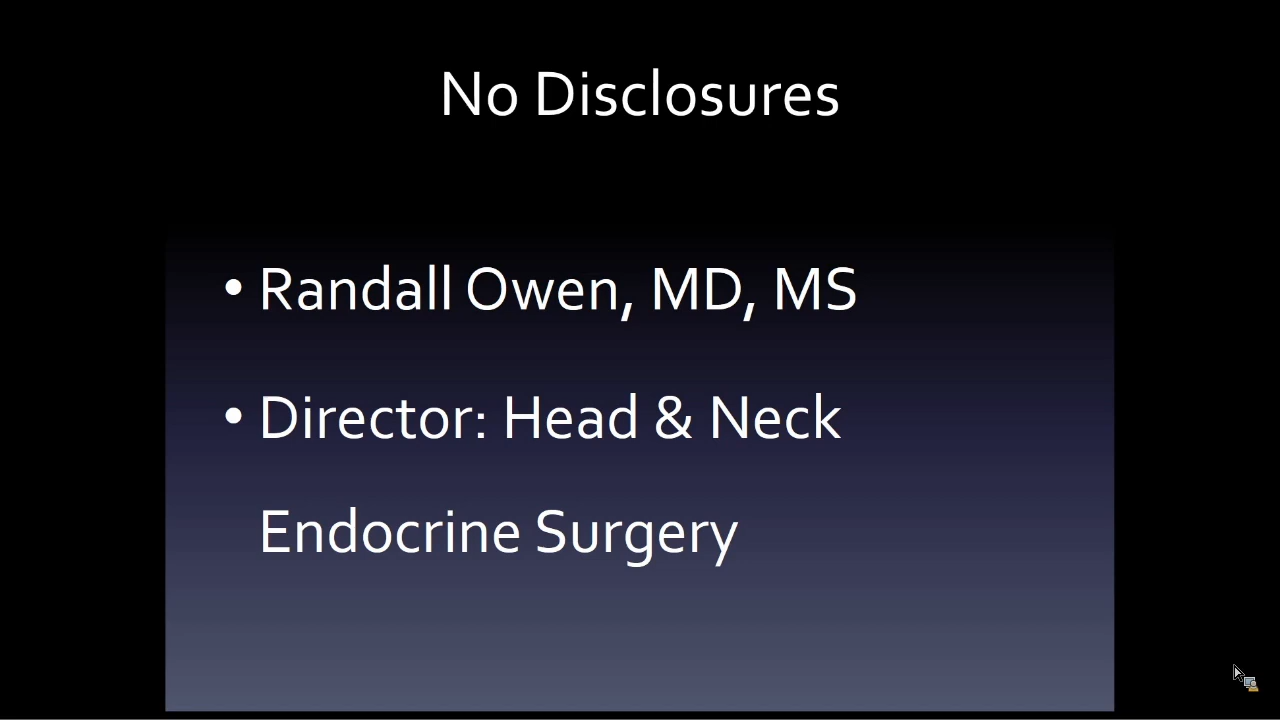 No Disclosures
• Randall Owen, MD, MS
• Director: Head & Neck
Endocrine Surgery